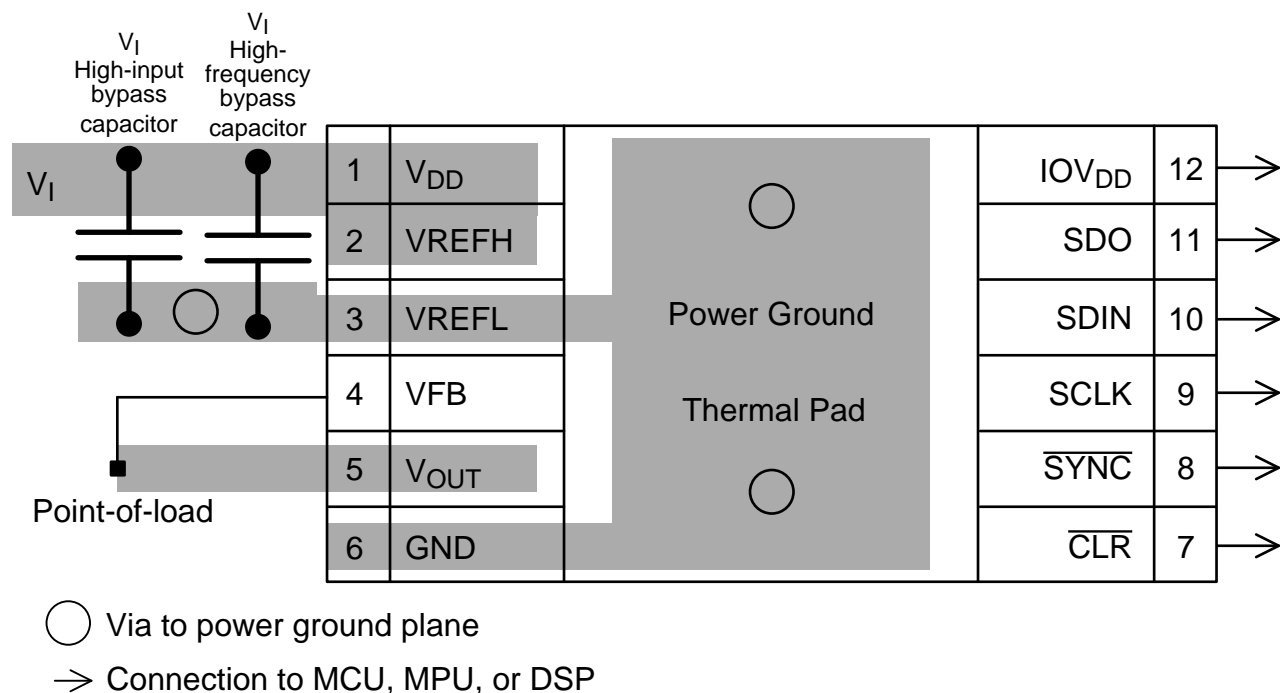 V_I
High-input
bypass
capacitor
V_I
High-
frequency
bypass
capacitor
V_I
1 V_DD
2 VREFH
3 VREFL
4 VFB
5 V_OUT
6 GND
Point-of-load
Power Ground
Thermal Pad
IOV_DD 12
SDO 11
SDIN 10
SCLK 9
S̅Y̅N̅C̅ 8
C̅L̅R̅ 7
Via to power ground plane
Connection to MCU, MPU, or DSP